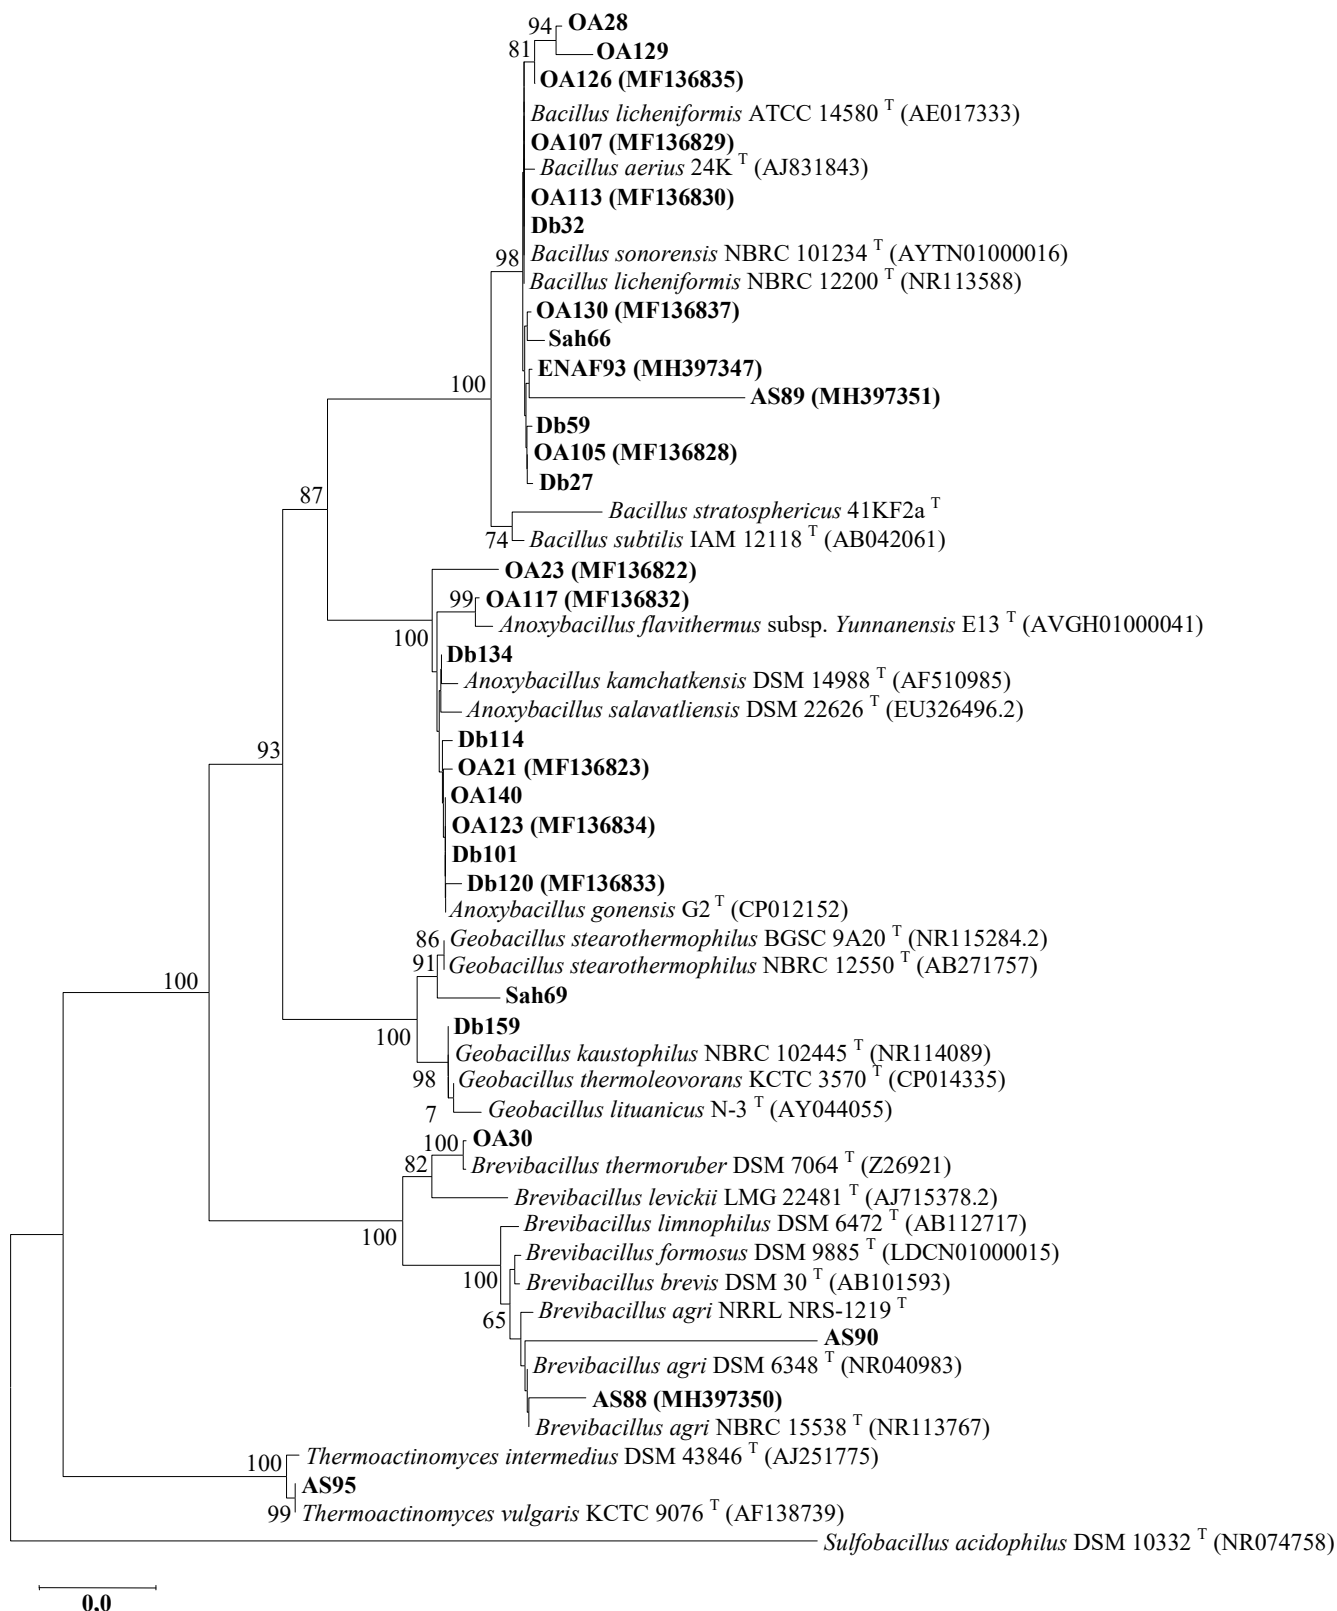 94 OA28
81 OA129
OA126 (MF136835)
Bacillus licheniformis ATCC 14580 T (AE017333)
OA107 (MF136829)
Bacillus aerius 24K T (AJ831843)
OA113 (MF136830)
Db32
Bacillus sonorensis NBRC 101234 T (AYTN01000016)
98
Bacillus licheniformis NBRC 12200 T (NR113588)
OA130 (MF136837)
Sah66
ENAF93 (MH397347)
100
AS89 (MH397351)
Db59
OA105 (MF136828)
Db27
87
Bacillus stratosphericus 41KF2a T
74 Bacillus subtilis IAM 12118 T (AB042061)
OA23 (MF136822)
99 OA117 (MF136832)
Anoxybacillus flavithermus subsp. Yunnanensis E13 T (AVGH01000041)
100
Db134
Anoxybacillus kamchatkensis DSM 14988 T (AF510985)
Anoxybacillus salavatliensis DSM 22626 T (EU326496.2)
Db114
93
OA21 (MF136823)
OA140
OA123 (MF136834)
Db101
Db120 (MF136833)
Anoxybacillus gonensis G2 T (CP012152)
86 Geobacillus stearothermophilus BGSC 9A20 T (NR115284.2)
91 Geobacillus stearothermophilus NBRC 12550 T (AB271757)
100
Sah69
Db159
100
Geobacillus kaustophilus NBRC 102445 T (NR114089)
98 Geobacillus thermoleovorans KCTC 3570 T (CP014335)
7 Geobacillus lituanicus N-3 T (AY044055)
100 OA30
82 Brevibacillus thermoruber DSM 7064 T (Z26921)
Brevibacillus levickii LMG 22481 T (AJ715378.2)
Brevibacillus limnophilus DSM 6472 T (AB112717)
100
Brevibacillus formosus DSM 9885 T (LDCN01000015)
100 Brevibacillus brevis DSM 30 T (AB101593)
Brevibacillus agri NRRL NRS-1219 T
65
AS90
Brevibacillus agri DSM 6348 T (NR040983)
AS88 (MH397350)
Brevibacillus agri NBRC 15538 T (NR113767)
100 Thermoactinomyces intermedius DSM 43846 T (AJ251775)
AS95
99 Thermoactinomyces vulgaris KCTC 9076 T (AF138739)
Sulfobacillus acidophilus DSM 10332 T (NR074758)
0,0